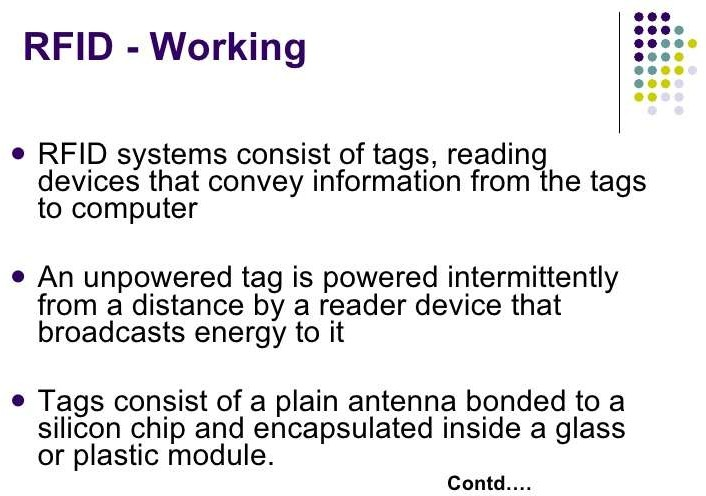 RFID - Working
RFID systems consist of tags, reading
devices that convey information from the tags
to computer
An unpowered tag is powered intermittently
from a distance by a reader device that
broadcasts energy to it
Tags consist of a plain antenna bonded to a
silicon chip and encapsulated inside a glass
or plastic module.
Contd....